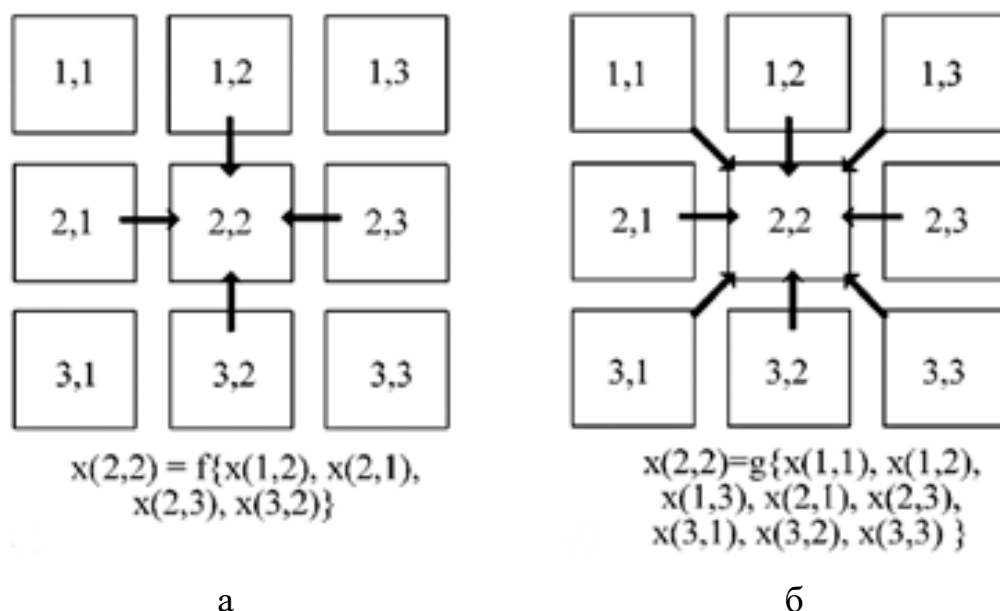 1,1 1,2 1,3
2,1 2,2 2,3
3,1 3,2 3,3
x(2,2) = f{x(1,2), x(2,1),
x(2,3), x(3,2)}
а
1,1 1,2 1,3
2,1 2,2 2,3
3,1 3,2 3,3
x(2,2)=g{x(1,1), x(1,2),
x(1,3), x(2,1), x(2,3),
x(3,1), x(3,2), x(3,3) }
б